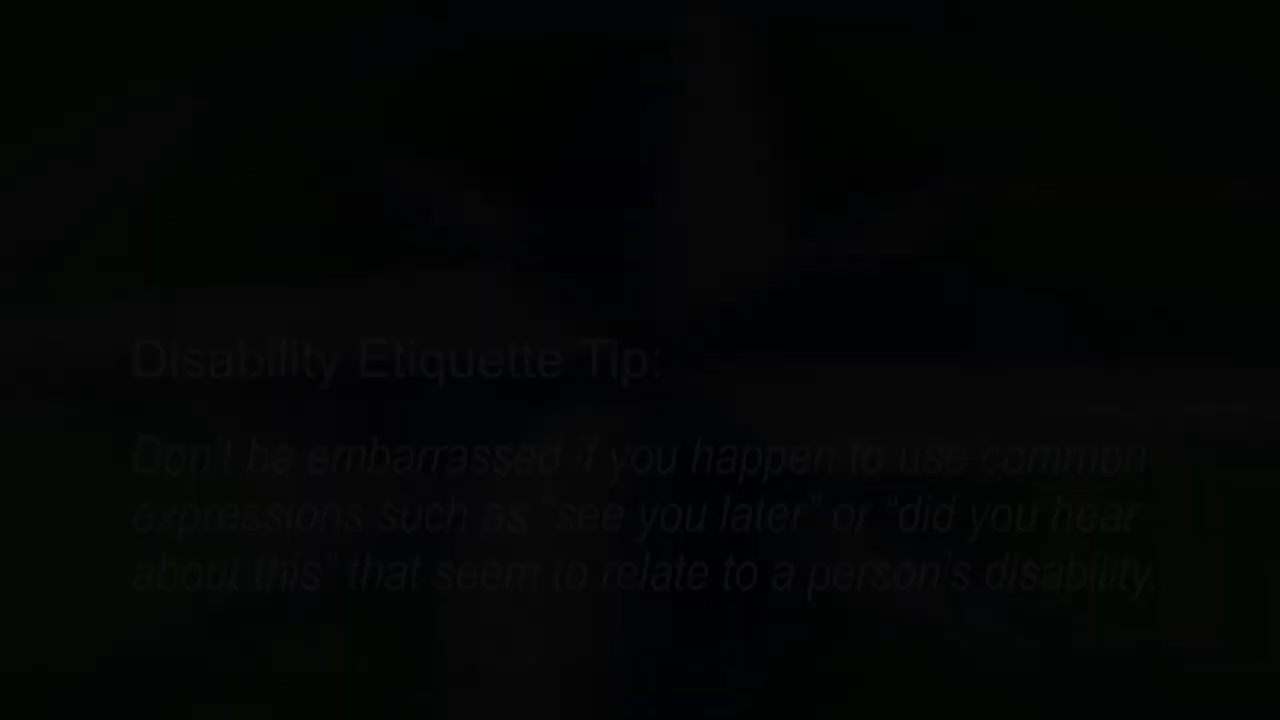 Disability Etiquette Tip:
Don't be embarrassed if you happen to use common
expressions such as "see you later" or "did you hear
about this" that seem to relate to a person's disability.